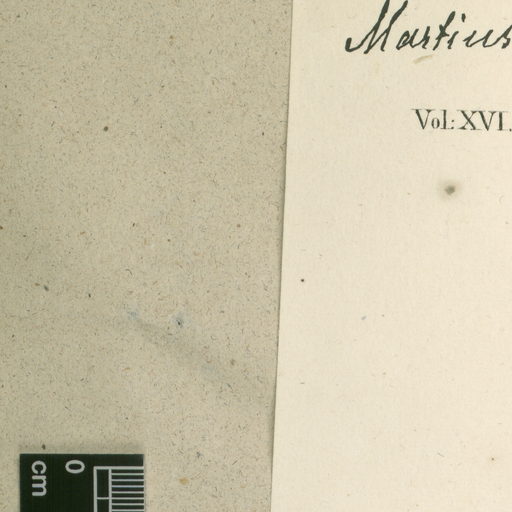 Martius
Vol: XVI.
0
cm